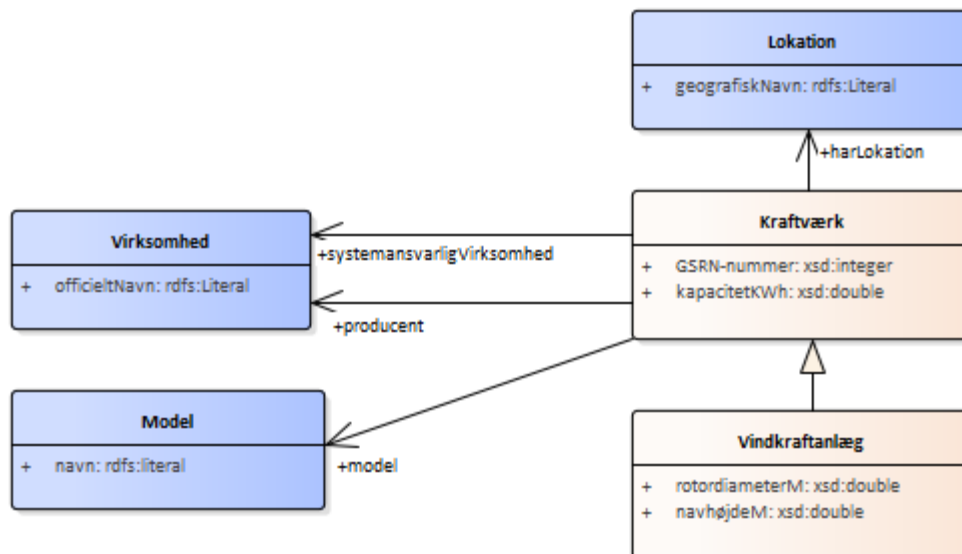 Lokation
+ geografiskNavn: rdfs:Literal
+harLokation
Kraftværk
+ GSRN-nummer: xsd:integer
+ kapacitetKWh: xsd:double
Virksomhed
+ officieltNavn: rdfs:Literal
+systemansvarligVirksomhed
+producent
Model
+ navn: rdfs:literal
+model
Vindkraftanlæg
+ rotordiameterM: xsd:double
+ navhøjdeM: xsd:double